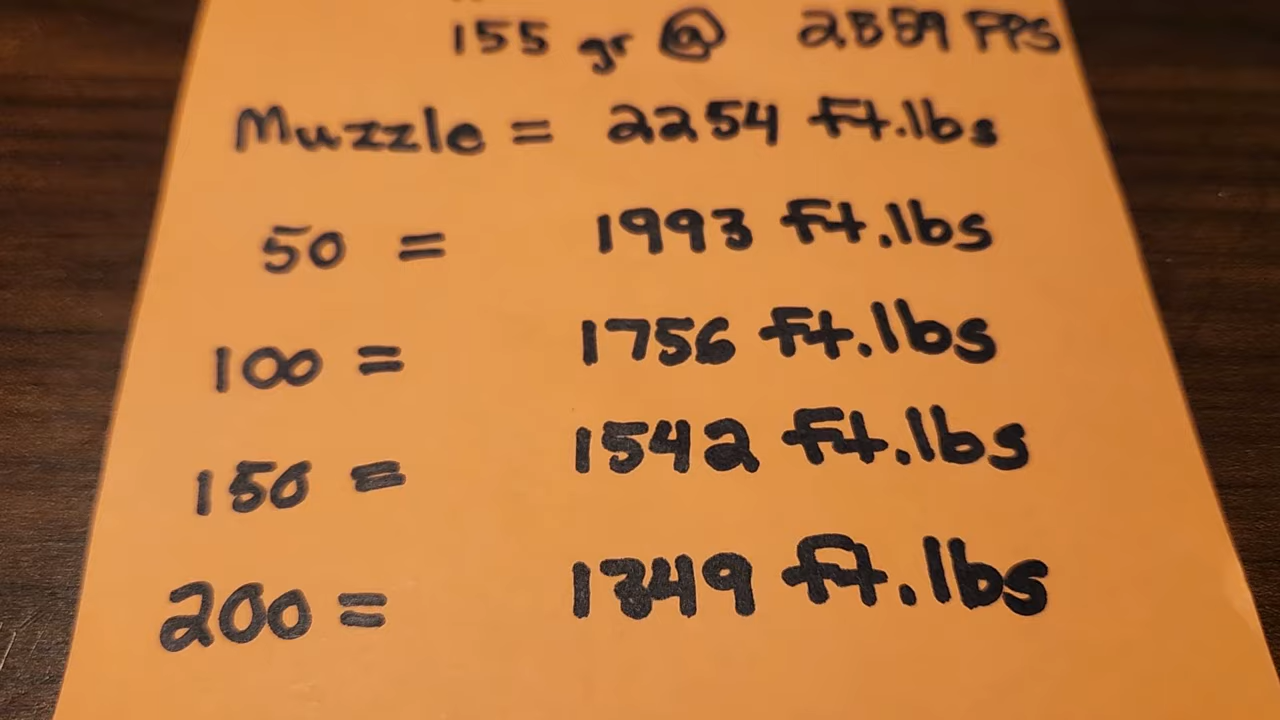 155 gr @ 2559 FPS
Muzzle = 2254 ft.lbs
50 = 1993 ft.lbs
100 = 1756 ft.lbs
150 = 1542 ft.lbs
200 = 1349 ft.lbs